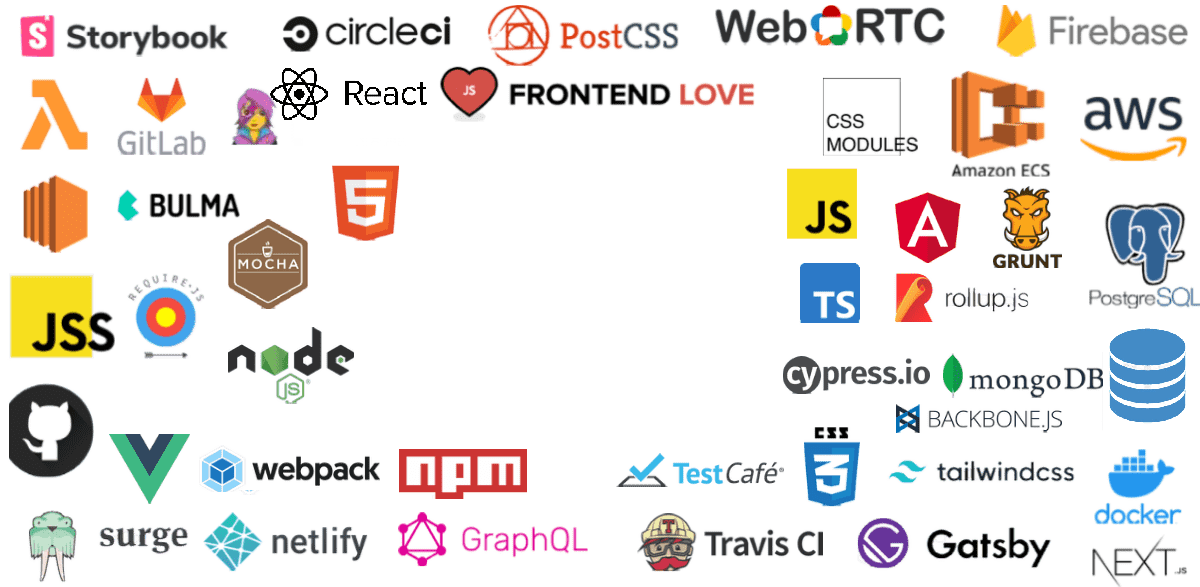 S Storybook
circleci
PostCSS
WebRTC
Firebase
GitLab
React
JS
FRONTEND LOVE
CSS
MODULES
Amazon ECS
aws
BULMA
5
MOCHA
JS
A
GRUNT
PostgreSQL
JSS
REQUIRE·JS
TS
rollup.js
node
JS®
cypress.io
mongoDB
BACKBONE.JS
webpack
npm
TestCafé®
CSS
3
tailwindcss
docker
surge
netlify
GraphQL
T
Travis CI
Gatsby
NEXT.JS